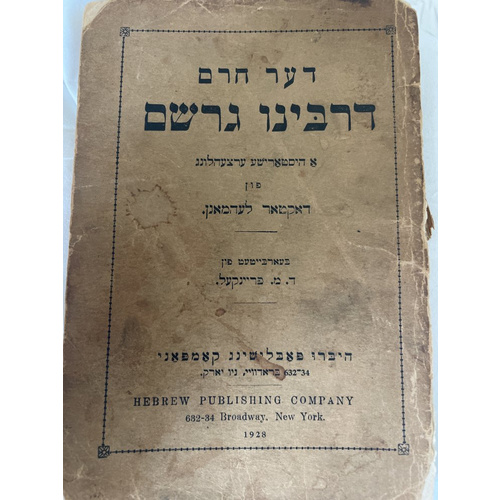 דער חרם
דרבינו גרשם
א היסטארישע ערצעהלונג
פון
דאקטאר לעהמאנן.
בעארבייטעט פון
ד. מ. פריינקעל.
היברו פאבלישינג קאמפאני
632-34 בראדוויי, ניו יארק.
HEBREW PUBLISHING COMPANY
632-34 Broadway, New York.
1928